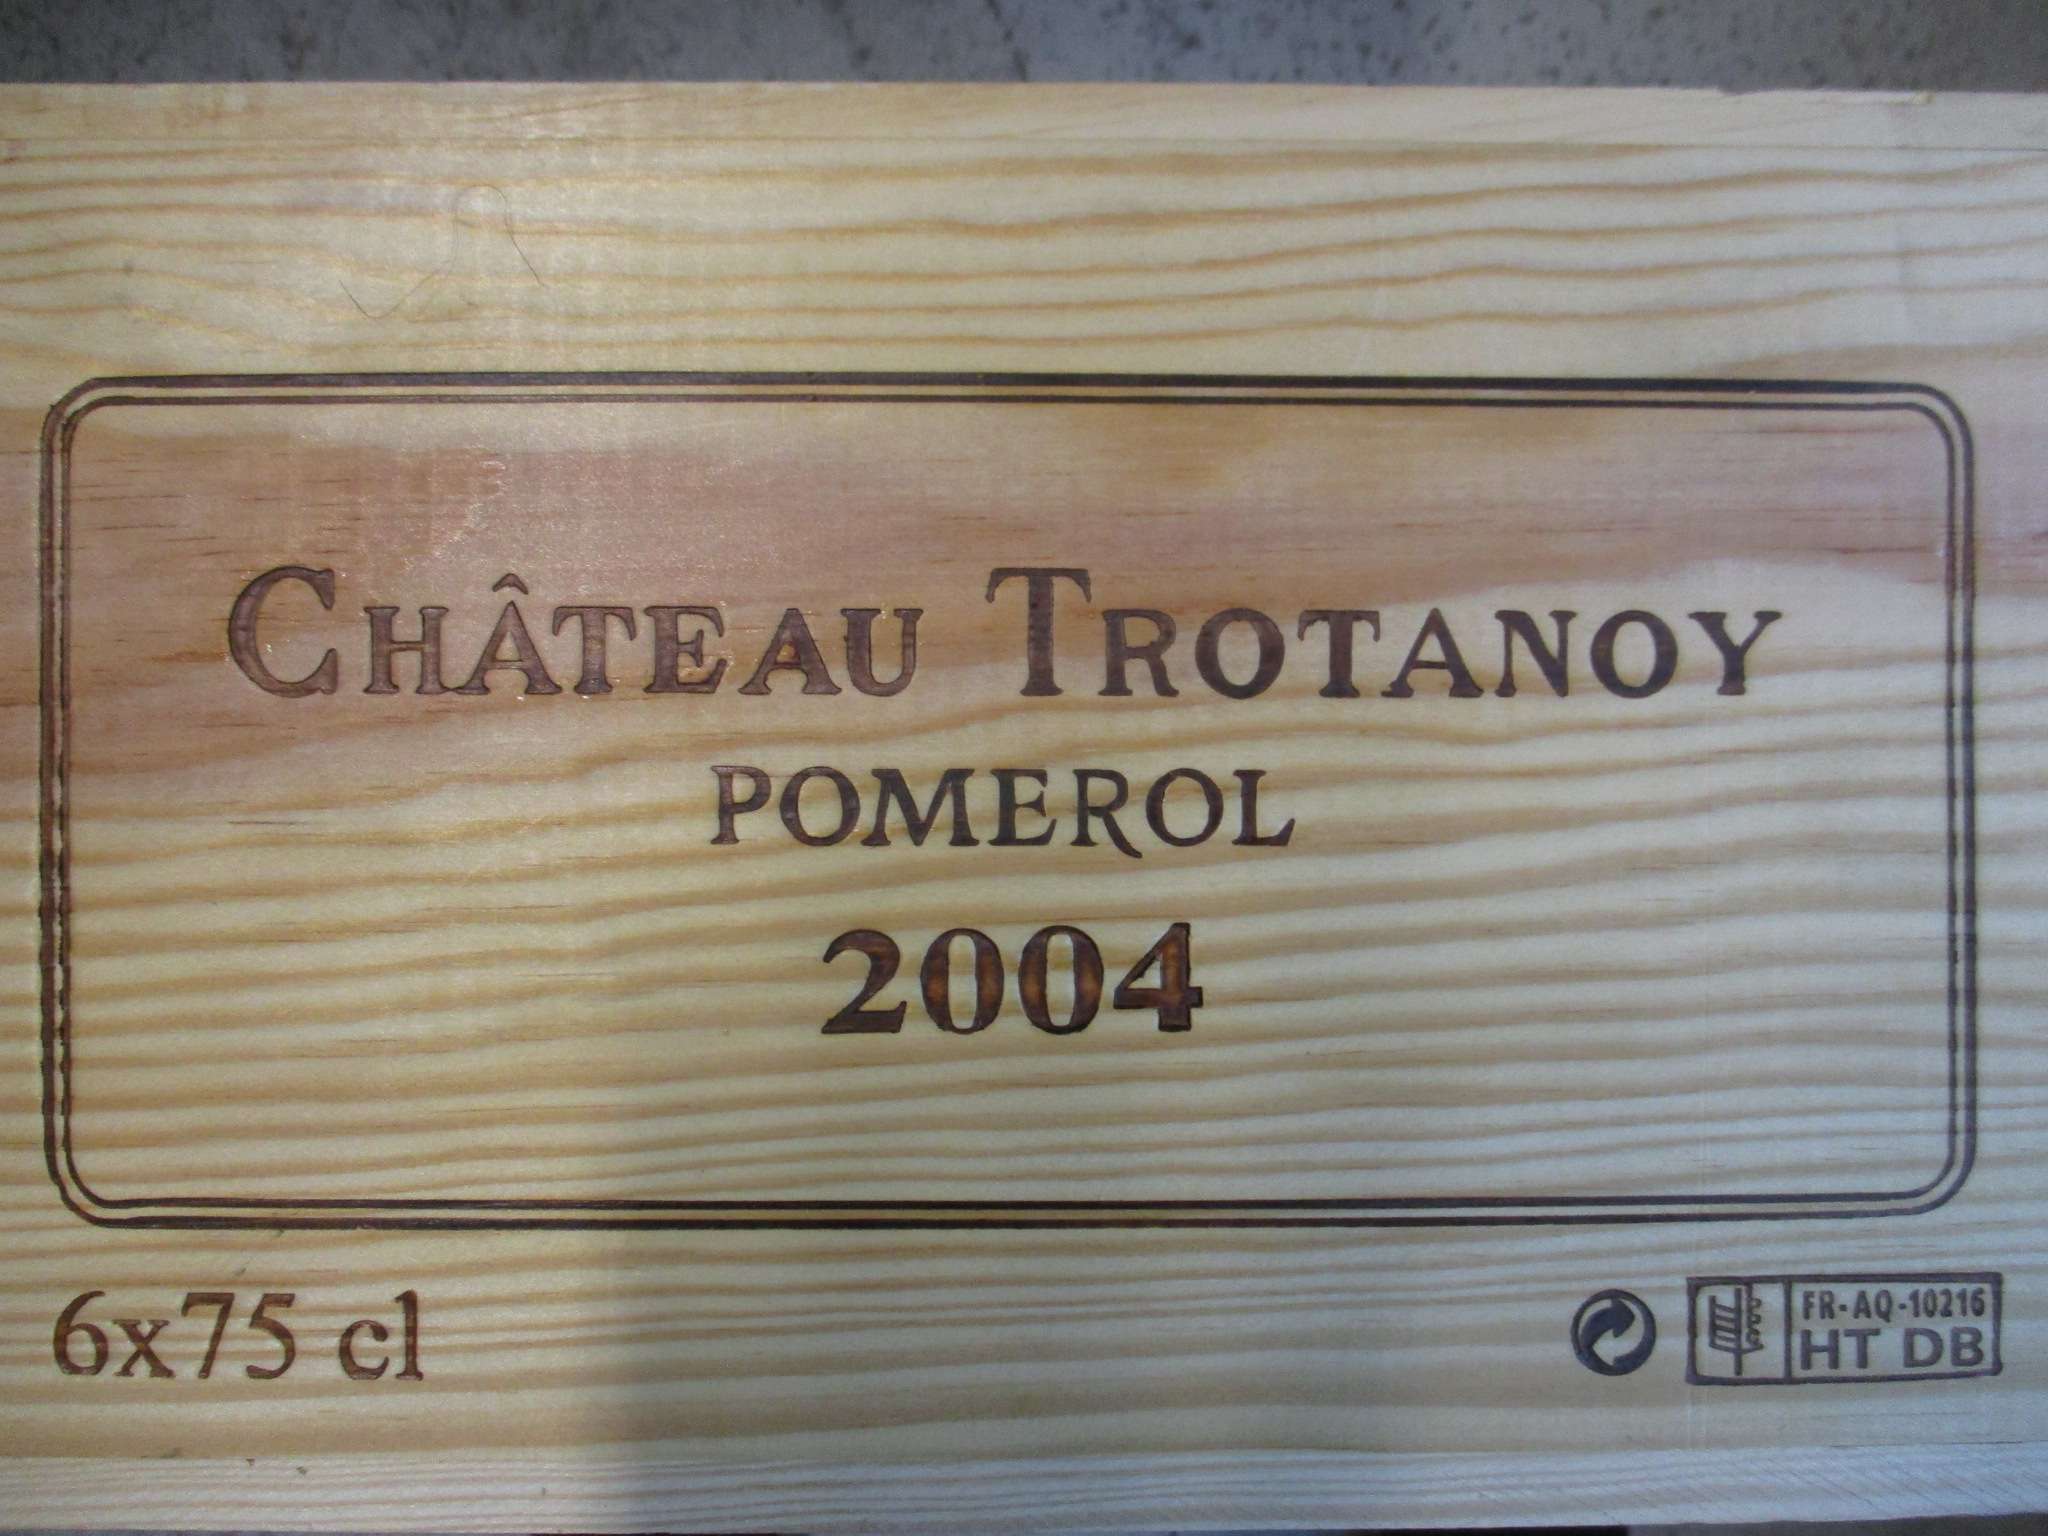 CHÂTEAU TROTANOY
POMEROL
2004
6x75 cl
FR-AQ-10216
HT DB